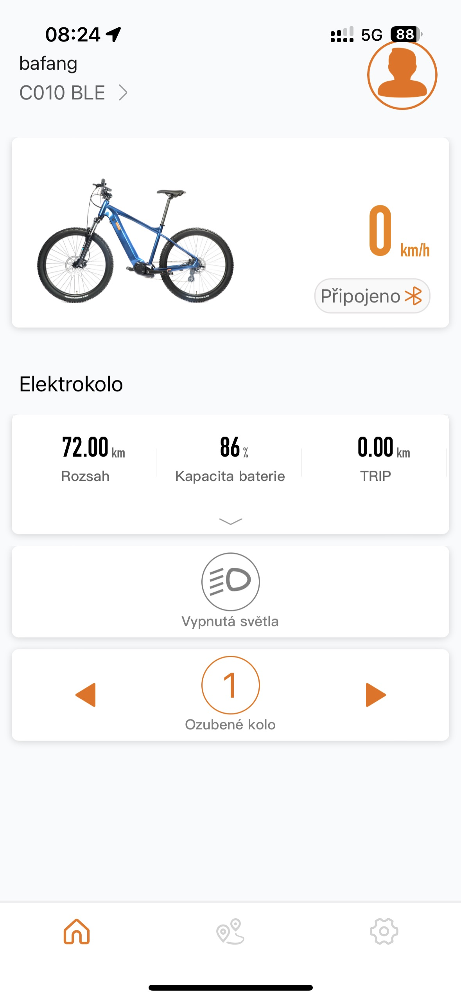 08:24 5G 88
bafang
C010 BLE
0 km/h
Připojeno
Elektrokolo
72.00 km 86 % 0.00 km
Rozsah Kapacita baterie TRIP
Vypnutá světla
1
Ozubené kolo